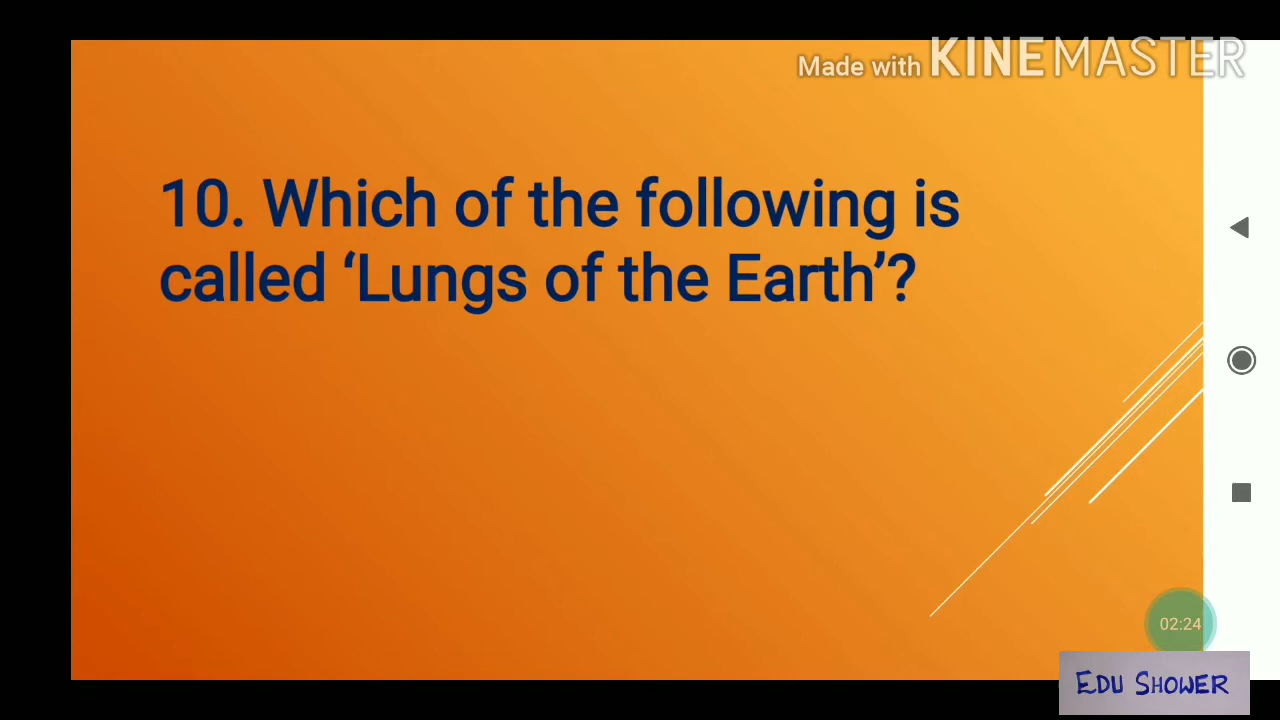 Made with KINEMASTER
10. Which of the following is
called ‘Lungs of the Earth’?
02:24
EDU SHOWER